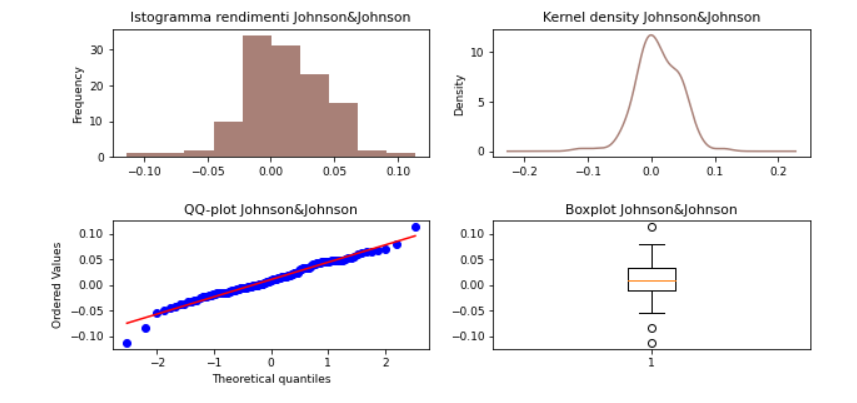 Istogramma rendimenti Johnson&Johnson
Frequency
30
20
10
0
−0.10 −0.05 0.00 0.05 0.10
Kernel density Johnson&Johnson
Density
10
5
0
−0.2 −0.1 0.0 0.1 0.2
QQ-plot Johnson&Johnson
Ordered Values
0.10
0.05
0.00
−0.05
−0.10
−2 −1 0 1 2
Theoretical quantiles
Boxplot Johnson&Johnson
0.10
0.05
0.00
−0.05
−0.10
1